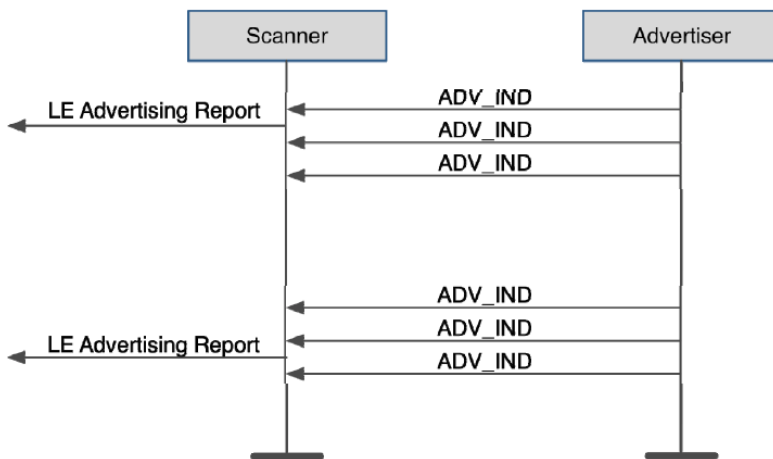 Scanner
Advertiser
ADV_IND
LE Advertising Report
ADV_IND
ADV_IND
ADV_IND
ADV_IND
LE Advertising Report
ADV_IND